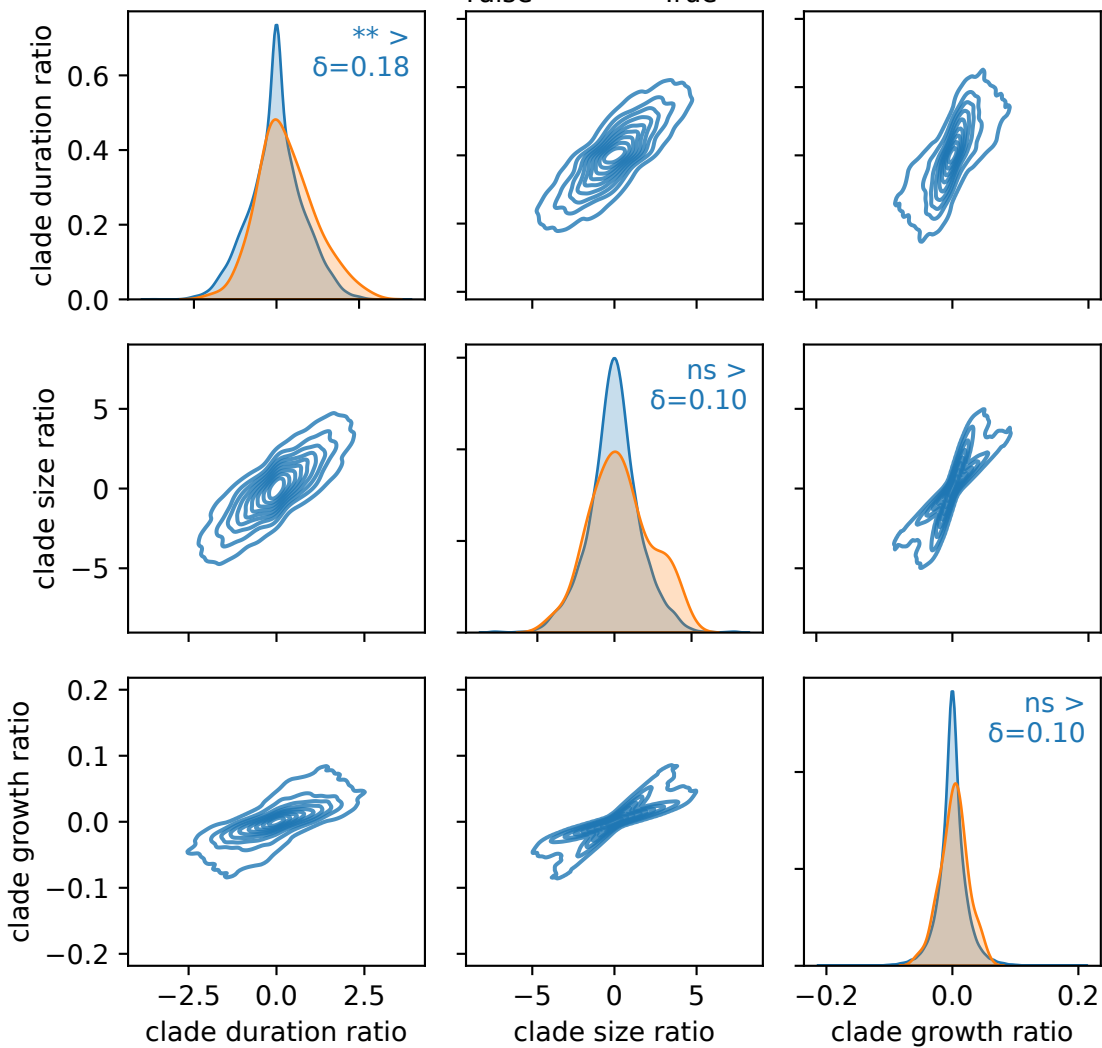 ** >
δ=0.18
clade duration ratio
0.6
0.4
0.2
0.0
ns >
δ=0.10
clade size ratio
5
0
−5
ns >
δ=0.10
clade growth ratio
0.2
0.1
0.0
−0.1
−0.2
−2.5 0.0 2.5
−5 0 5
−0.2 0.0 0.2
clade duration ratio
clade size ratio
clade growth ratio